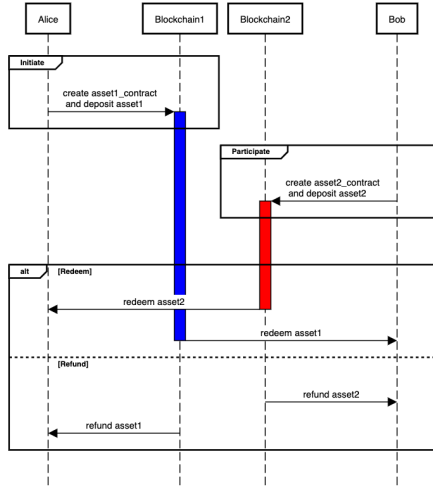 Alice
Blockchain1
Blockchain2
Bob
Initiate
create asset1_contract
and deposit asset1
Participate
create asset2_contract
and deposit asset2
alt
[Redeem]
redeem asset2
redeem asset1
[Refund]
refund asset2
refund asset1